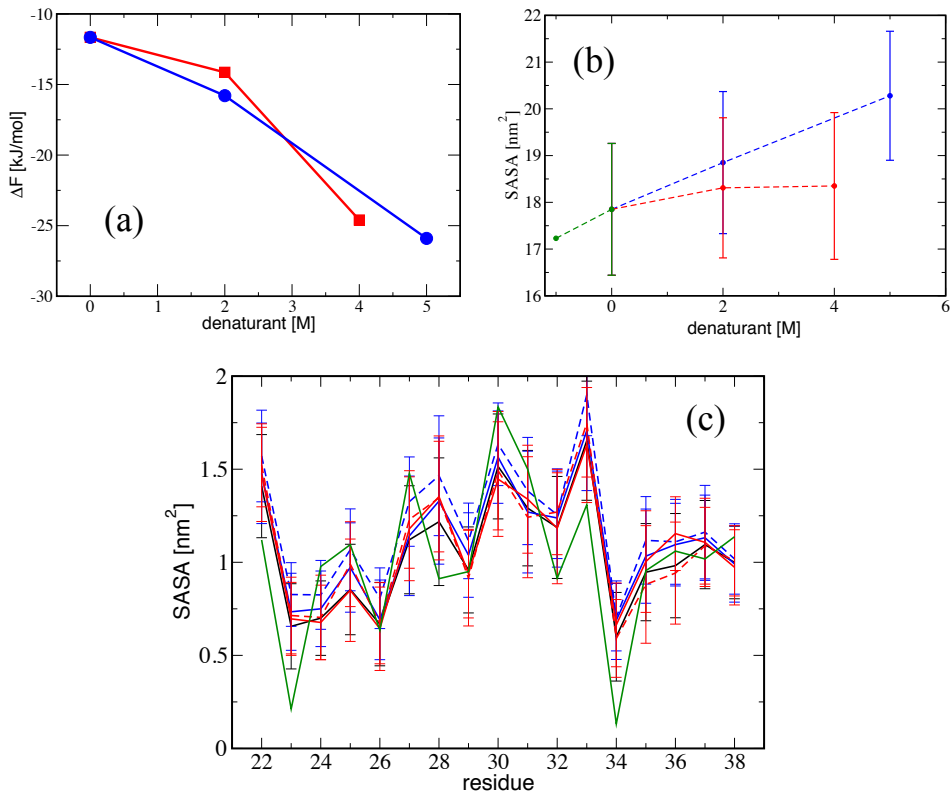 -10
-15
-20
-25
-30
ΔF [kJ/mol]
(a)
0 1 2 3 4 5
denaturant [M]
22
21
20
19
18
17
16
SASA [nm²]
(b)
0 2 4 6
denaturant [M]
2
1.5
1
0.5
0
SASA [nm²]
(c)
22 24 26 28 30 32 34 36 38
residue